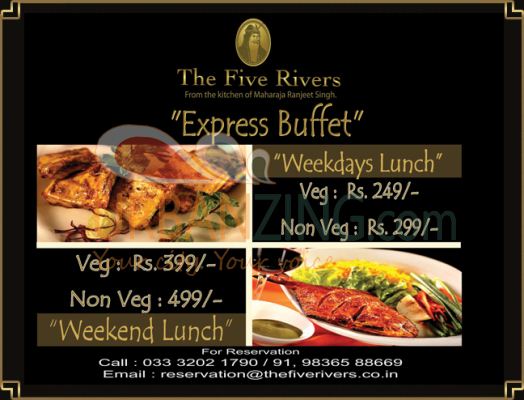 The Five Rivers
From the kitchen of Maharaja Ranjeet Singh.
"Express Buffet"
"Weekdays Lunch"
Veg : Rs. 249/-
Non Veg : Rs. 299/-
Veg : Rs. 399/-
Non Veg : 499/-
"Weekend Lunch"
For Reservation
Call : 033 3202 1790 / 91, 98365 88669
Email : reservation@thefiverivers.co.in